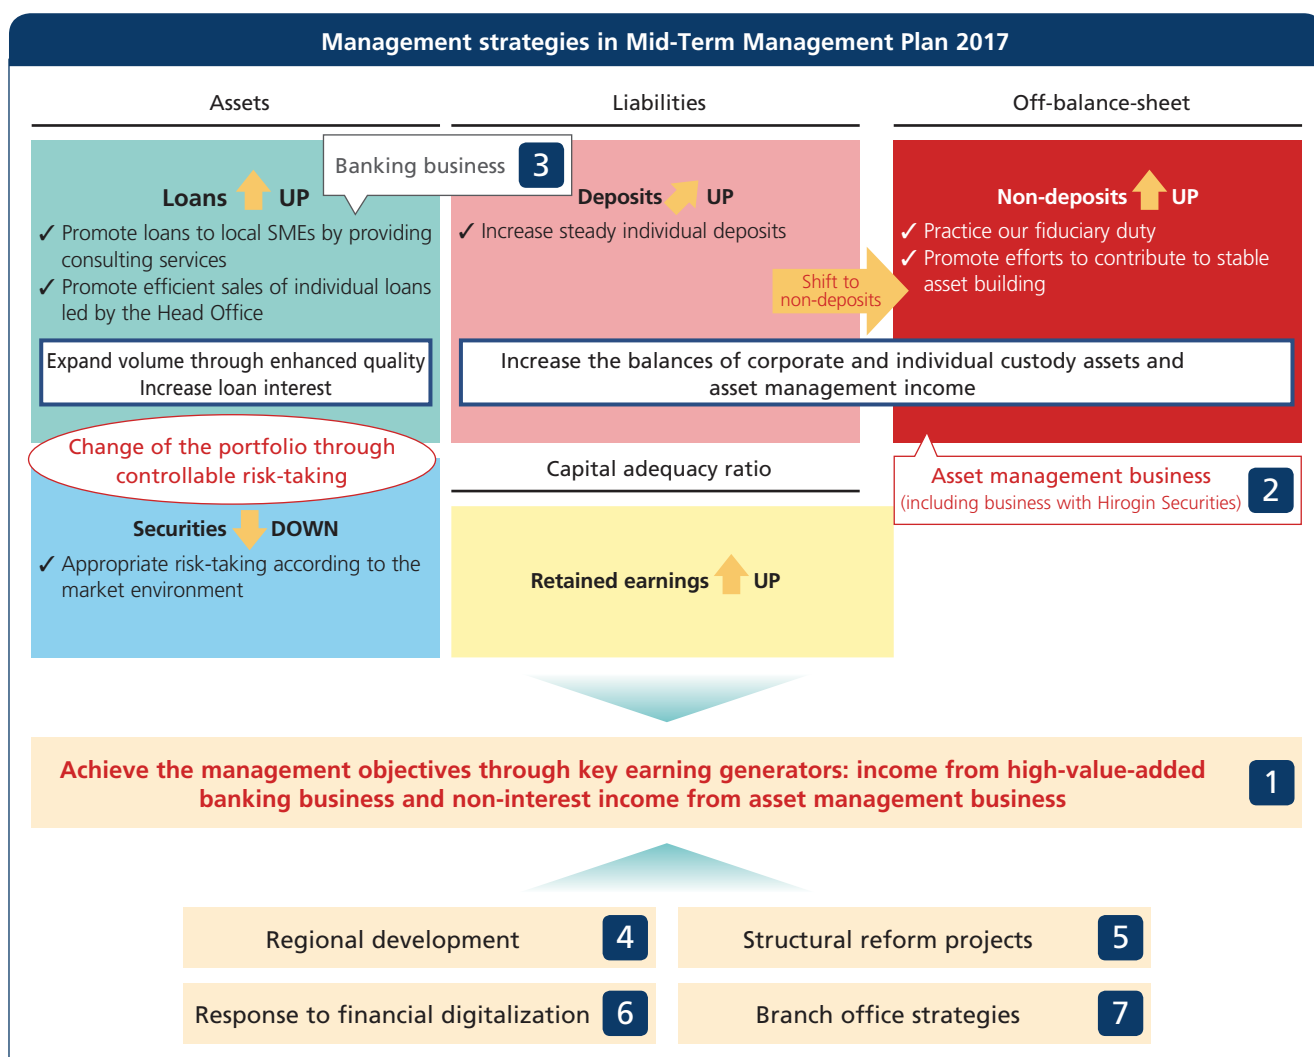 Management strategies in Mid-Term Management Plan 2017
Assets
Liabilities
Off-balance-sheet
Banking business 3
Loans UP
✓ Promote loans to local SMEs by providing
consulting services
✓ Promote efficient sales of individual loans
led by the Head Office
Expand volume through enhanced quality
Increase loan interest
Deposits UP
✓ Increase steady individual deposits
Shift to
non-deposits
Non-deposits UP
✓ Practice our fiduciary duty
✓ Promote efforts to contribute to stable
asset building
Increase the balances of corporate and individual custody assets and
asset management income
Change of the portfolio through
controllable risk-taking
Securities DOWN
✓ Appropriate risk-taking according to the
market environment
Capital adequacy ratio
Retained earnings UP
Asset management business
(including business with Hirogin Securities)
2
Achieve the management objectives through key earning generators: income from high-value-added
banking business and non-interest income from asset management business
1
Regional development 4
Structural reform projects 5
Response to financial digitalization 6
Branch office strategies 7